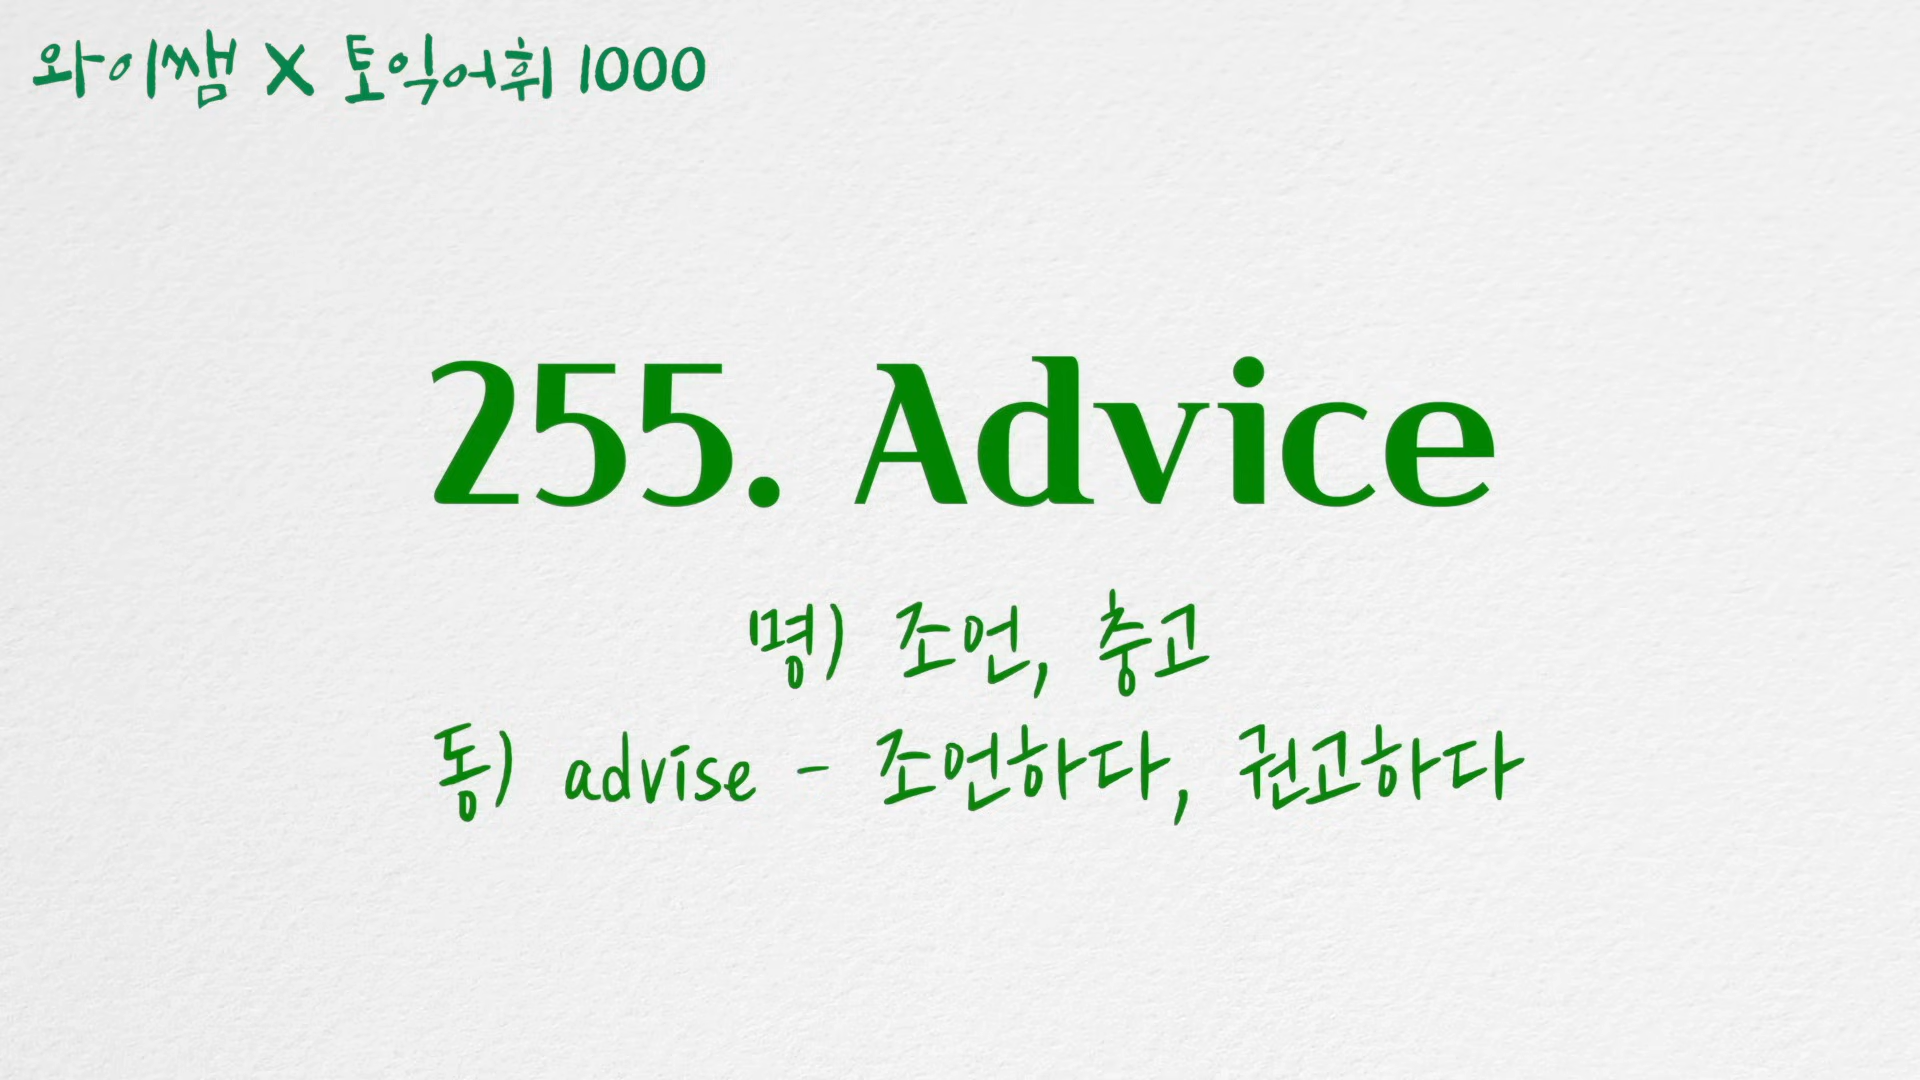 와이쌤 X 토익어휘 1000
255. Advice
명) 조언, 충고
동) advise - 조언하다, 권고하다